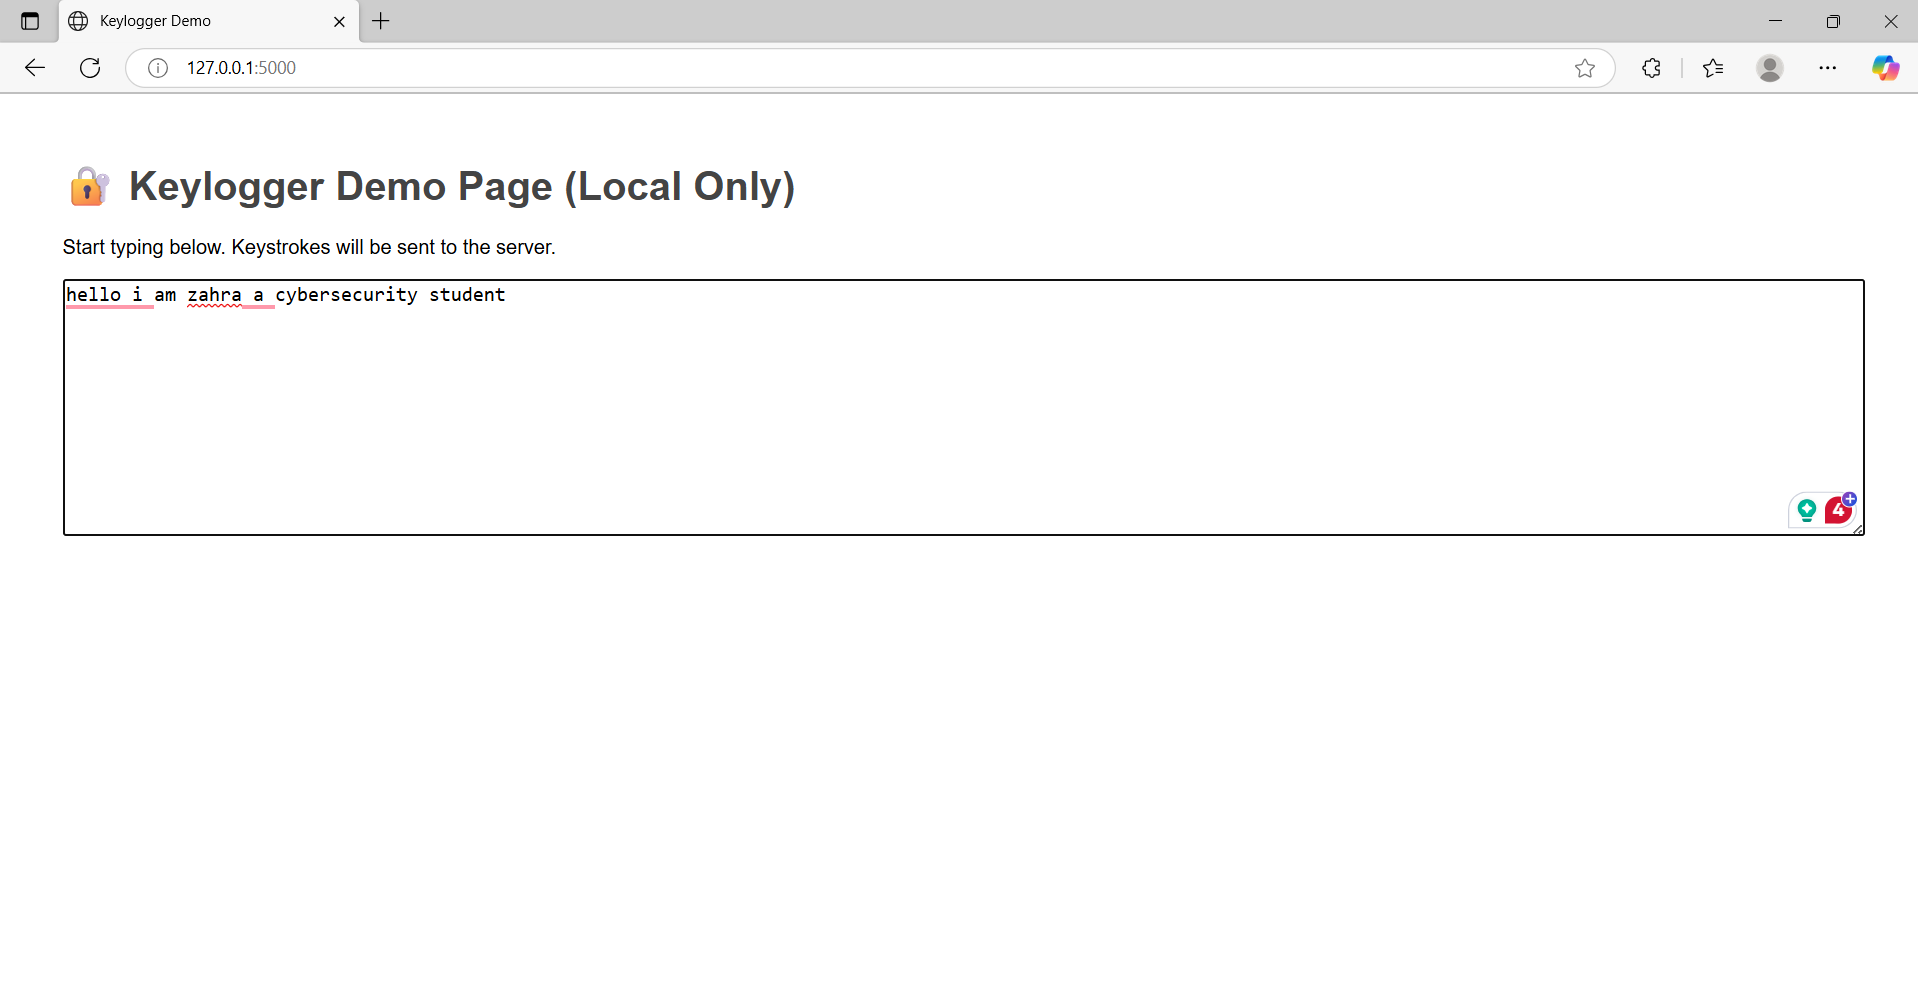 Keylogger Demo
127.0.0.1:5000
🔐 Keylogger Demo Page (Local Only)
Start typing below. Keystrokes will be sent to the server.
hello i am zahra a cybersecurity student
4